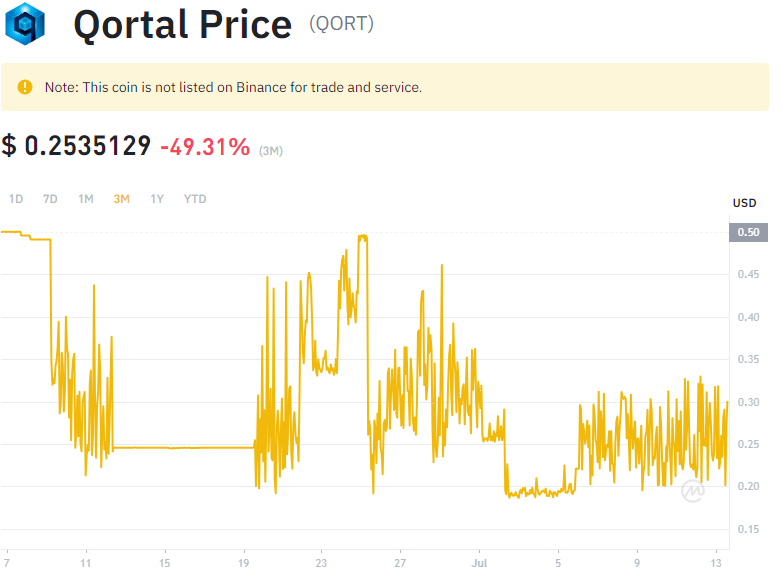 Qortal Price (QORT)
Note: This coin is not listed on Binance for trade and service.
$ 0.2535129 -49.31% (3M)
1D 7D 1M 3M 1Y YTD
USD
0.50
0.45
0.40
0.35
0.30
0.25
0.20
0.15
7 11 15 19 23 27 Jul 5 9 13